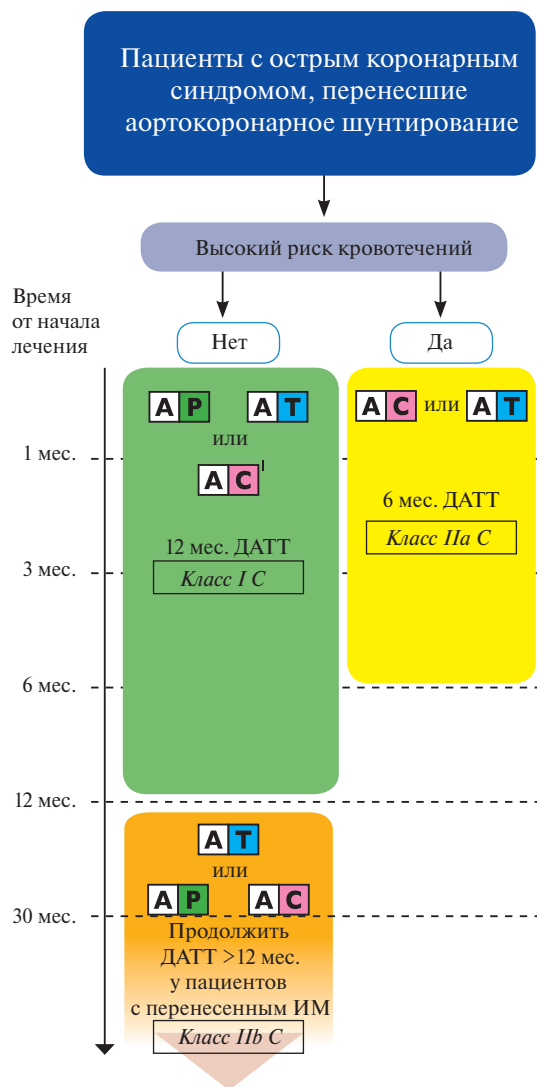 Пациенты с острым коронарным
синдромом, перенесшие
аортокоронарное шунтирование
Высокий риск кровотечений
Время
от начала
лечения
Нет
Да
A P A T
или
A C I
12 мес. ДАТТ
Класс I C
A C или A T
6 мес. ДАТТ
Класс IIa C
1 мес.
3 мес.
6 мес.
12 мес.
30 мес.
A T
или
A P A C
Продолжить
ДАТТ >12 мес.
у пациентов
с перенесенным ИМ
Класс IIb C